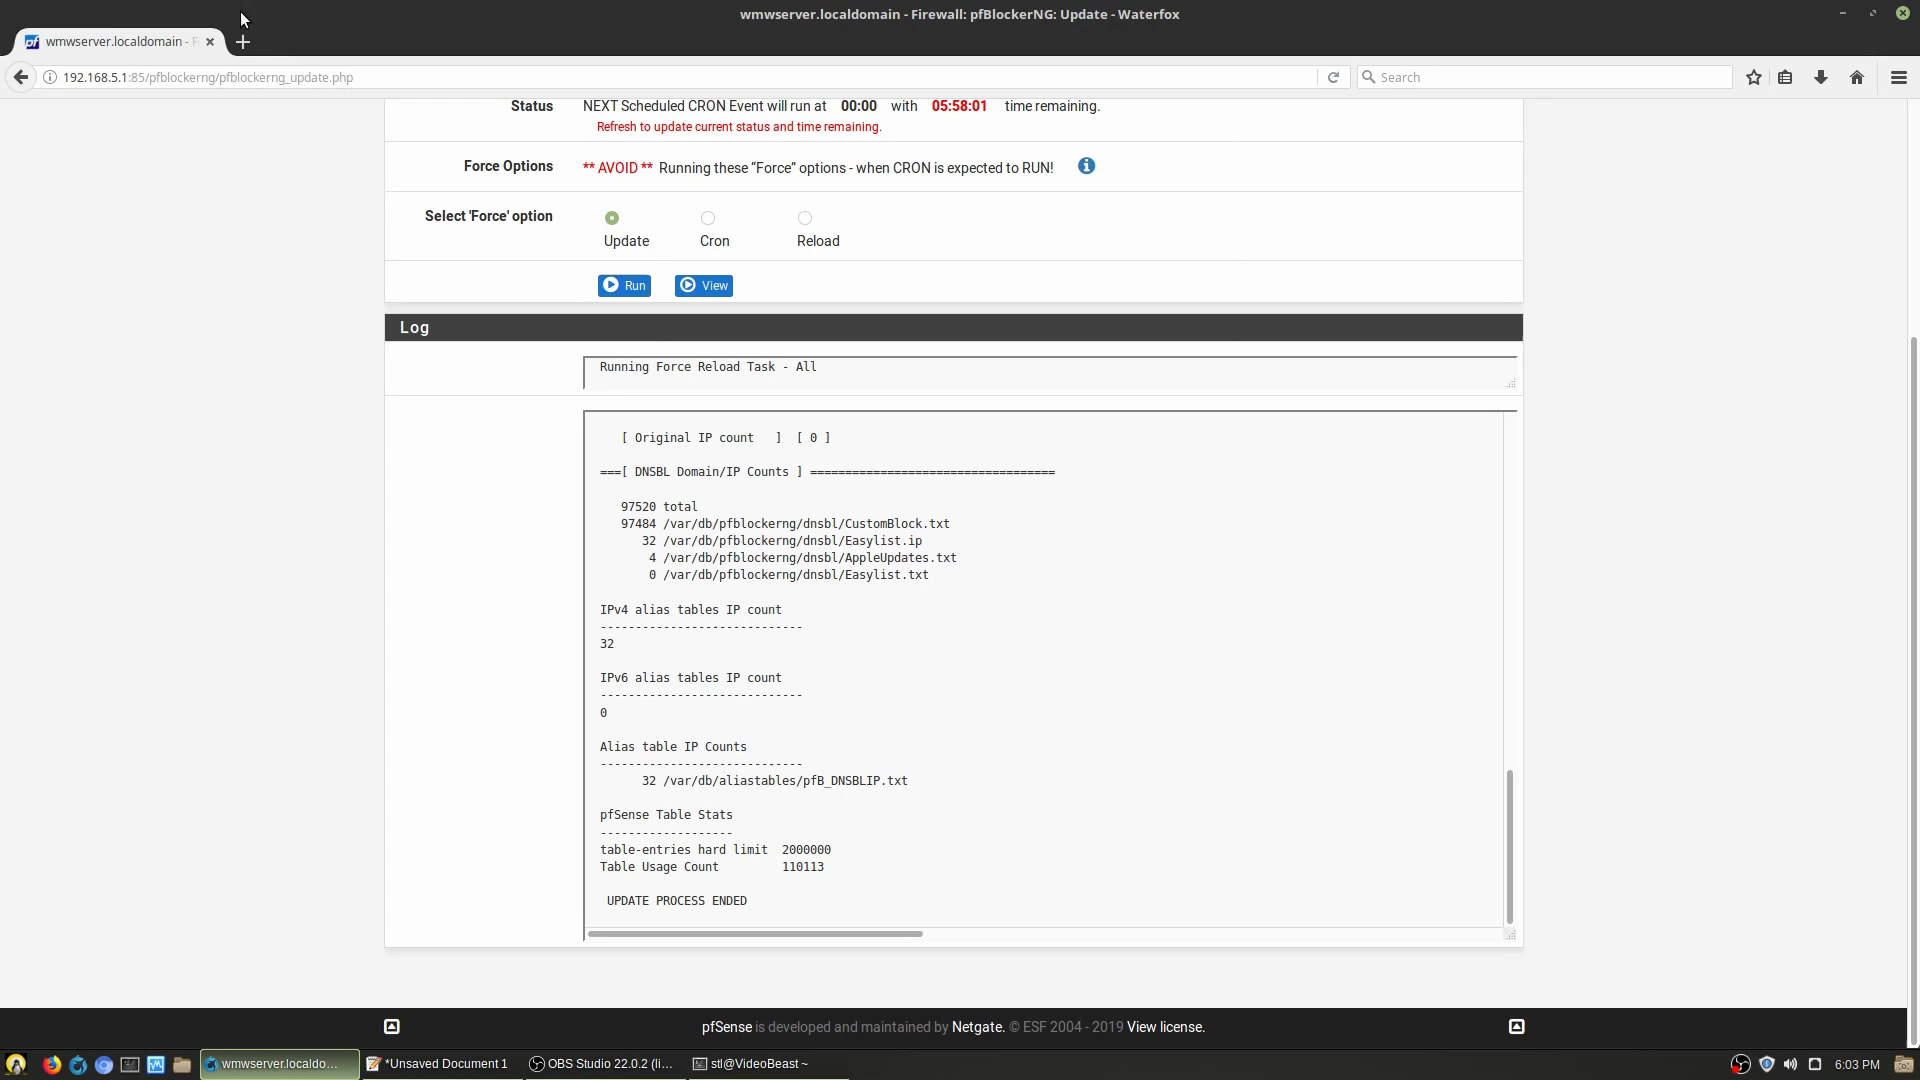 wmwserver.localdomain - Firewall: pfBlockerNG: Update - Waterfox
wmwserver.localdomain - F
192.168.5.1:85/pfblockerng/pfblockerng_update.php
Search
Status
NEXT Scheduled CRON Event will run at 00:00 with 05:58:01 time remaining.
Refresh to update current status and time remaining.
Force Options
** AVOID ** Running these “Force” options - when CRON is expected to RUN!
Select 'Force' option
Update Cron Reload
Run View
Log
Running Force Reload Task - All
[ Original IP count ] [ 0 ]
===[ DNSBL Domain/IP Counts ] ===================================
97520 total
97484 /var/db/pfblockerng/dnsbl/CustomBlock.txt
32 /var/db/pfblockerng/dnsbl/Easylist.ip
4 /var/db/pfblockerng/dnsbl/AppleUpdates.txt
0 /var/db/pfblockerng/dnsbl/Easylist.txt
IPv4 alias tables IP count
-----------------------------
32
IPv6 alias tables IP count
-----------------------------
0
Alias table IP Counts
-----------------------------
32 /var/db/aliastables/pfB_DNSBLIP.txt
pfSense Table Stats
-------------------
table-entries hard limit 2000000
Table Usage Count 110113
UPDATE PROCESS ENDED
pfSense is developed and maintained by Netgate. © ESF 2004 - 2019 View license.
wmwserver.localdo... *Unsaved Document 1 OBS Studio 22.0.2 (li... stl@VideoBeast ~ 6:03 PM